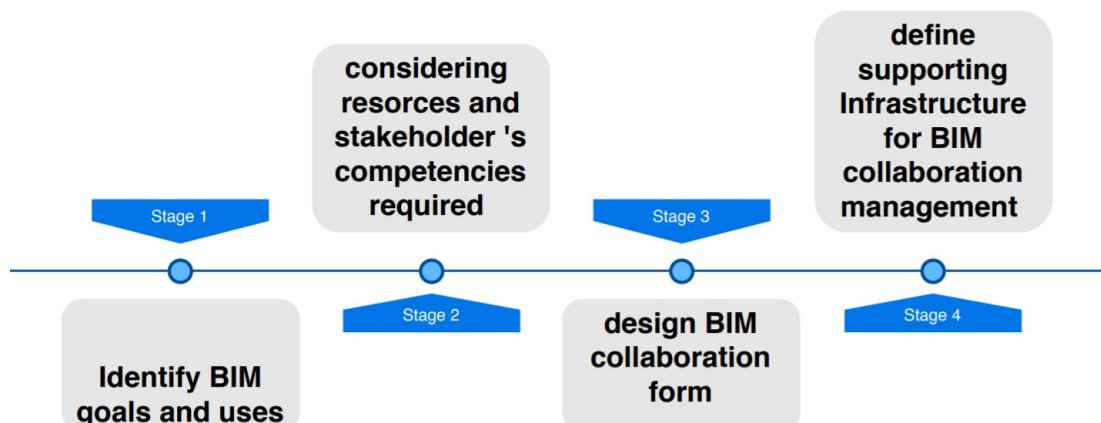 Stage 1
Identify BIM
goals and uses
considering
resorces and
stakeholder 's
competencies
required
Stage 2
Stage 3
design BIM
collaboration
form
define
supporting
Infrastructure
for BIM
collaboration
management
Stage 4